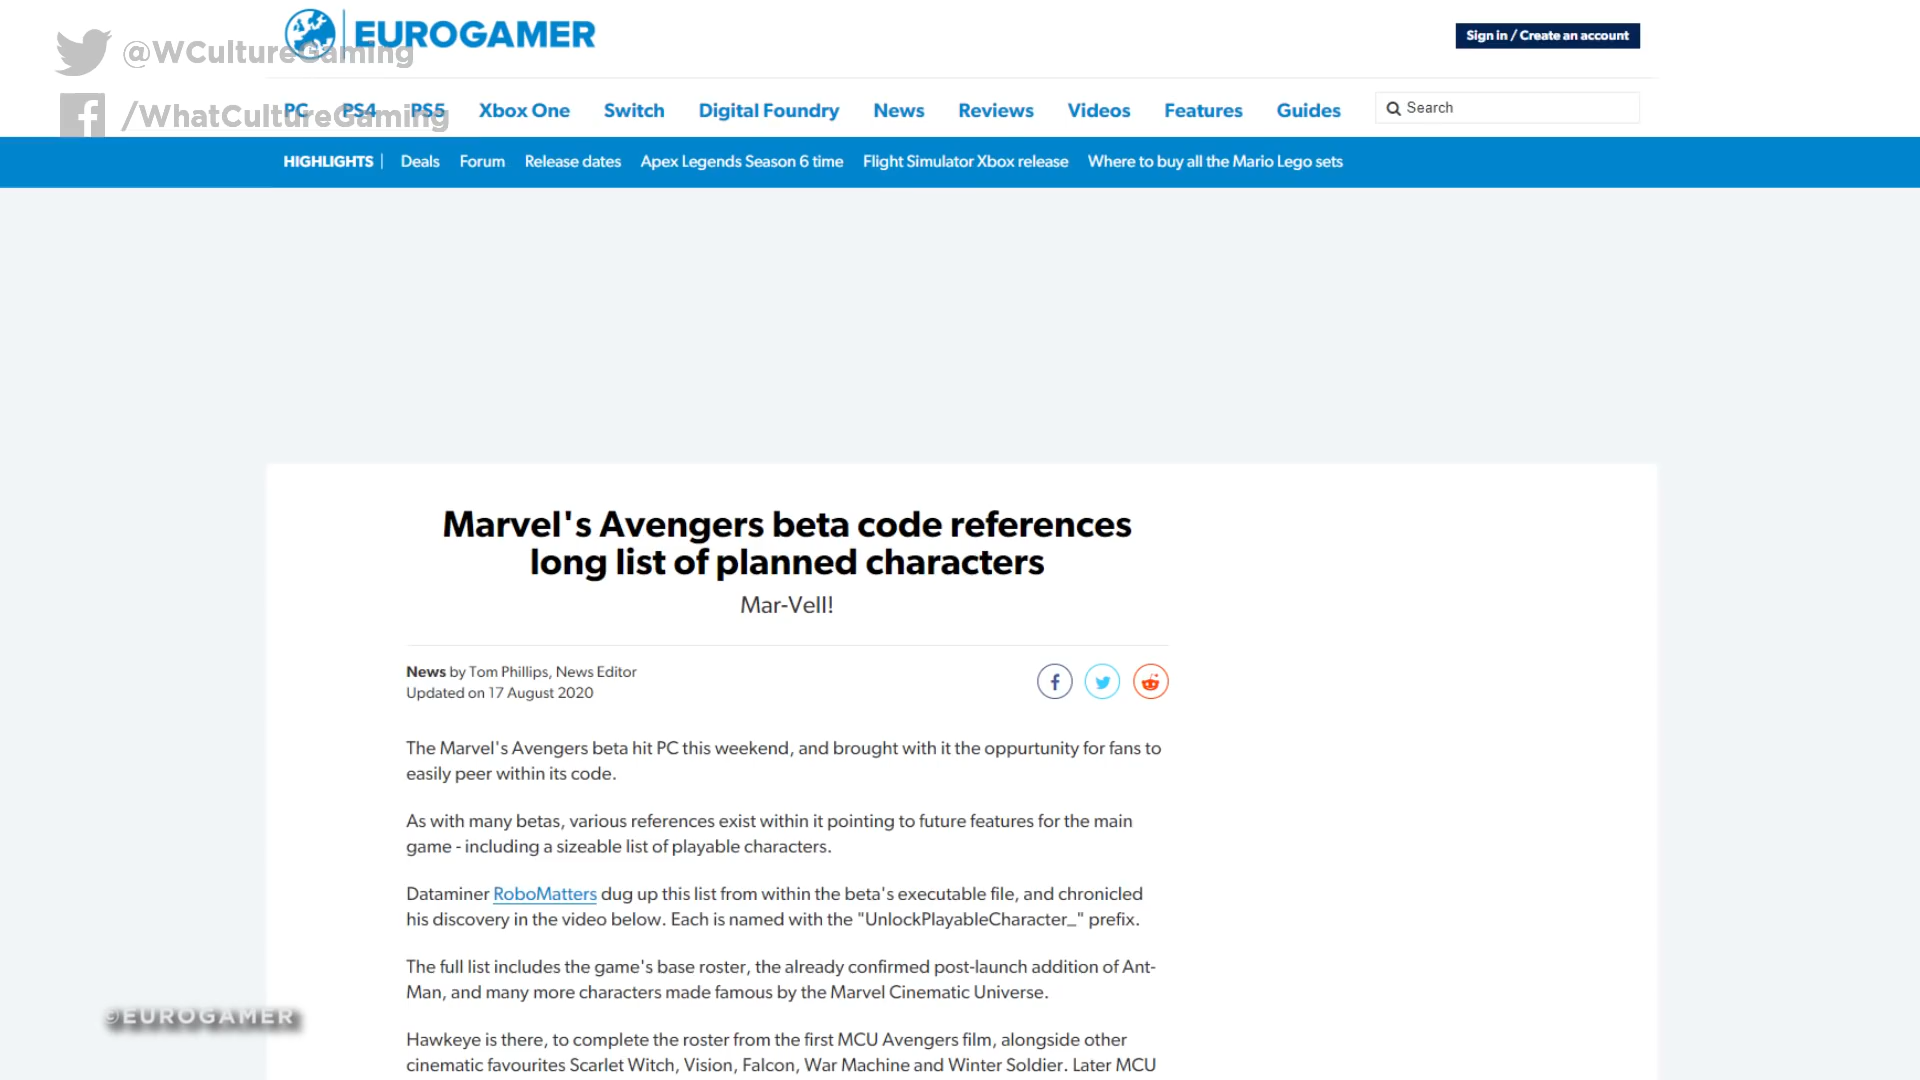 EUROGAMER
@WCultureGaming
Sign in / Create an account
/WhatCultureGaming
PC PS4 PS5 Xbox One Switch Digital Foundry News Reviews Videos Features Guides Search
HIGHLIGHTS | Deals Forum Release dates Apex Legends Season 6 time Flight Simulator Xbox release Where to buy all the Mario Lego sets
Marvel's Avengers beta code references
long list of planned characters
Mar-Vell!
News by Tom Phillips, News Editor
Updated on 17 August 2020
The Marvel's Avengers beta hit PC this weekend, and brought with it the oppurtunity for fans to
easily peer within its code.
As with many betas, various references exist within it pointing to future features for the main
game - including a sizeable list of playable characters.
Dataminer RoboMatters dug up this list from within the beta's executable file, and chronicled
his discovery in the video below. Each is named with the "UnlockPlayableCharacter_" prefix.
The full list includes the game's base roster, the already confirmed post-launch addition of Ant-
Man, and many more characters made famous by the Marvel Cinematic Universe.
©EUROGAMER
Hawkeye is there, to complete the roster from the first MCU Avengers film, alongside other
cinematic favourites Scarlet Witch, Vision, Falcon, War Machine and Winter Soldier. Later MCU